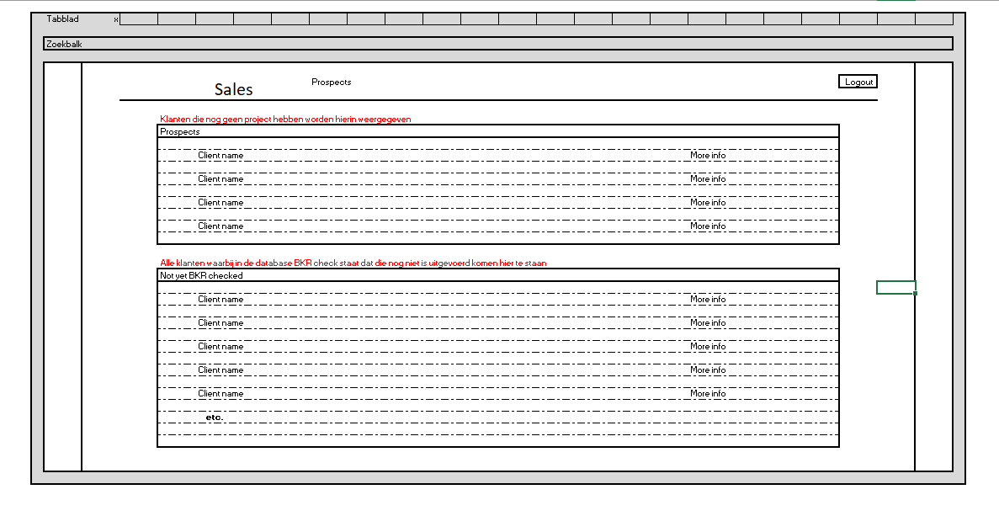 Tabblad x
Zoekbalk
Sales Prospects Logout
Klanten die nog geen project hebben worden hierin weergegeven
Prospects
Client name More info
Client name More info
Client name More info
Client name More info
Alle klanten waarbij in de database BKR check staat dat die nog niet is uitgevoerd komen hier te staan
Not yet BKR checked
Client name More info
Client name More info
Client name More info
Client name More info
Client name More info
etc.